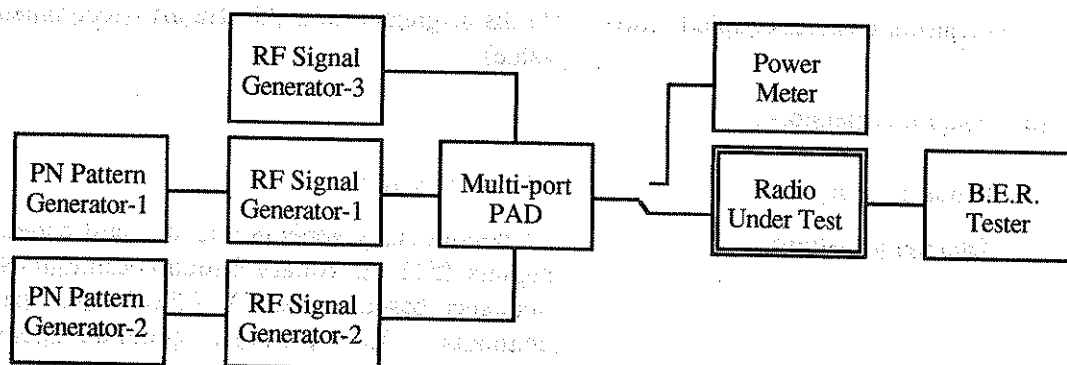 RF Signal
Generator-3
Power
Meter
PN Pattern
Generator-1
RF Signal
Generator-1
Multi-port
PAD
Radio
Under Test
B.E.R.
Tester
PN Pattern
Generator-2
RF Signal
Generator-2